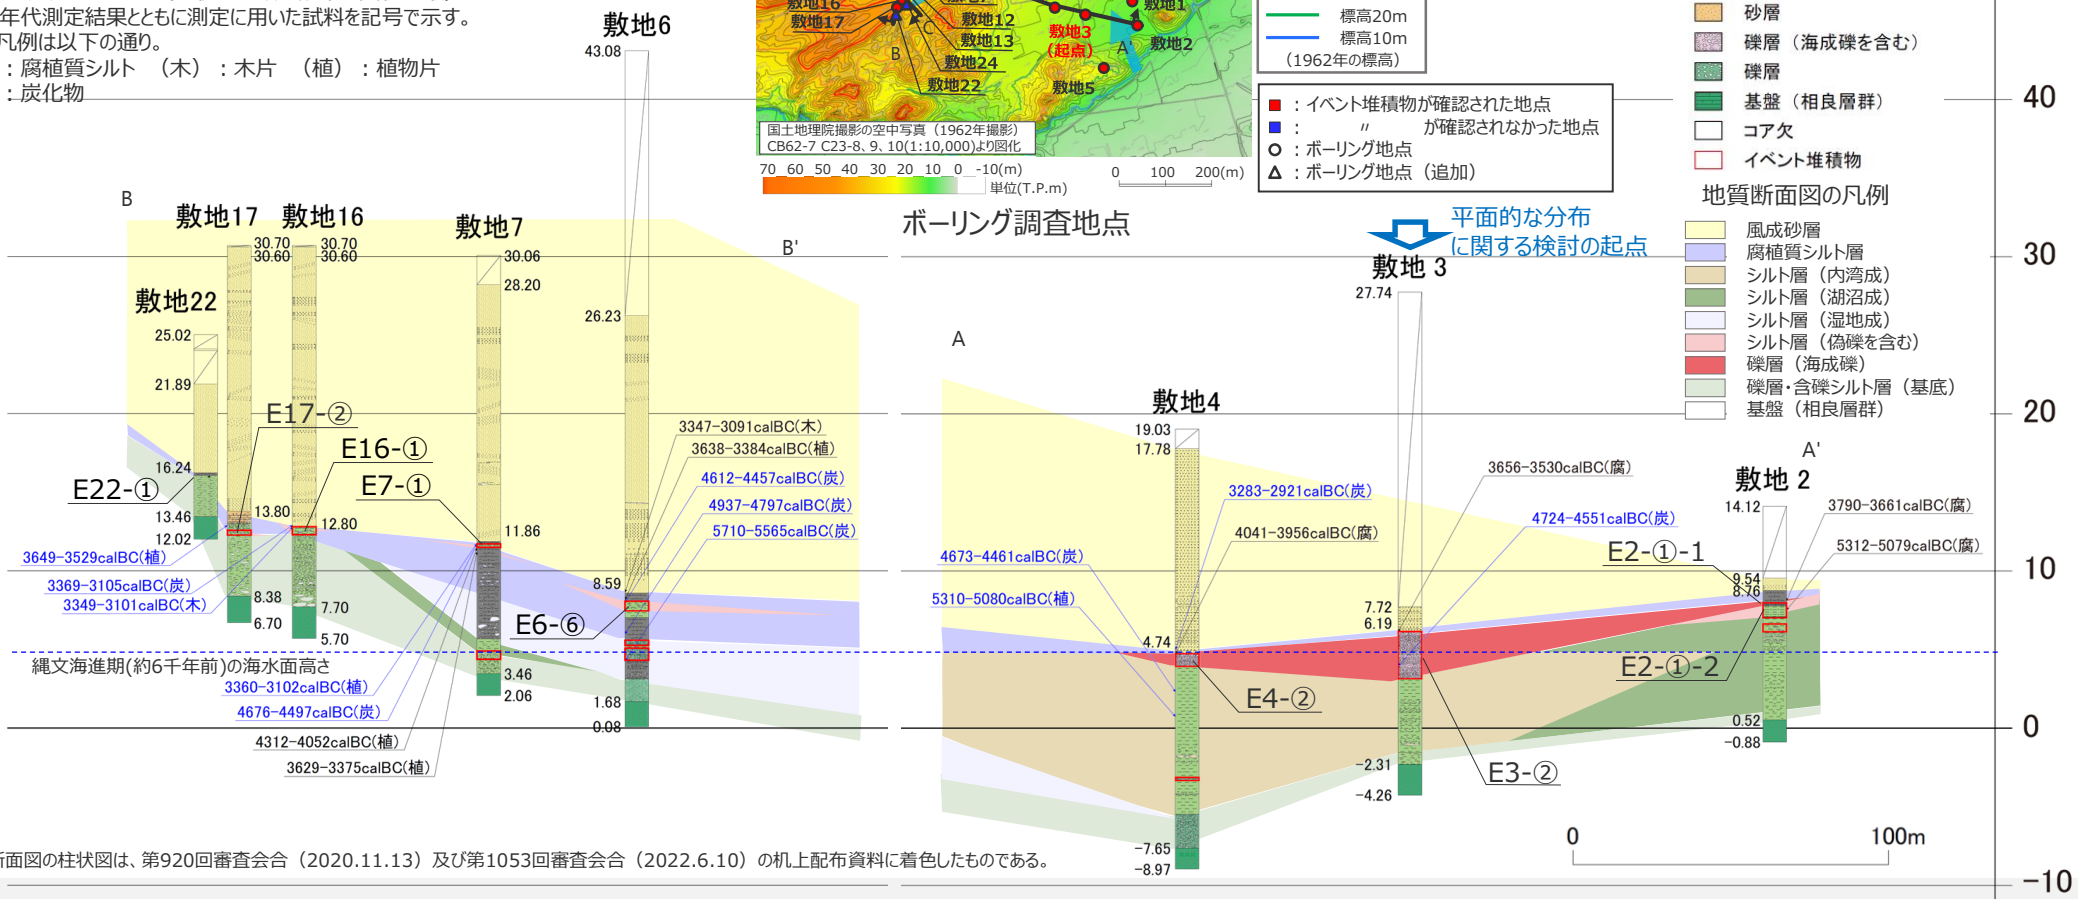 年代測定結果とともに測定に用いた試料を記号で示す。
凡例は以下の通り。
：腐植質シルト （木）：木片 （植）：植物片
：炭化物
敷地16
敷地17
敷地12
敷地13
敷地24
敷地22
B
C
敷地3
(起点)
敷地1
敷地2
A'
敷地5
国土地理院撮影の空中写真（1962年撮影）
CB62-7 C23-8、9、10(1:10,000)より図化
70 60 50 40 30 20 10 0 -10(m)
単位(T.P.m)
0 100 200(m)
標高20m
標高10m
（1962年の標高）
■ ：イベント堆積物が確認された地点
■ ： 〃 が確認されなかった地点
○ ：ボーリング地点
△ ：ボーリング地点（追加）
砂層
礫層（海成礫を含む）
礫層
基盤（相良層群）
コア欠
イベント堆積物
地質断面図の凡例
風成砂層
腐植質シルト層
シルト層（内湾成）
シルト層（湖沼成）
シルト層（湿地成）
シルト層（偽礫を含む）
礫層（海成礫）
礫層・含礫シルト層（基底）
基盤（相良層群）
ボーリング調査地点
平面的な分布
に関する検討の起点
40
30
20
10
0
-10
B
B'
敷地22
25.02
21.89
16.24
13.46
12.02
E22-①
敷地17
30.70
30.60
13.80
8.38
6.70
E17-②
敷地16
30.70
30.60
12.80
7.70
5.70
E16-①
敷地7
30.06
28.20
11.86
3.46
2.06
E7-①
敷地6
43.08
26.23
8.59
1.68
0.08
E6-⑥
3649-3529calBC(植)
3369-3105calBC(炭)
3349-3101calBC(木)
縄文海進期(約6千年前)の海水面高さ
3360-3102calBC(植)
4676-4497calBC(炭)
4312-4052calBC(植)
3629-3375calBC(植)
3347-3091calBC(木)
3638-3384calBC(植)
4612-4457calBC(炭)
4937-4797calBC(炭)
5710-5565calBC(炭)
A
A'
敷地4
19.03
17.78
4.74
-7.65
-8.97
E4-②
3283-2921calBC(炭)
4041-3956calBC(腐)
4673-4461calBC(炭)
5310-5080calBC(植)
敷地3
27.74
7.72
6.19
-2.31
-4.26
E3-②
3656-3530calBC(腐)
4724-4551calBC(炭)
敷地2
14.12
9.54
8.76
0.52
-0.88
E2-①-1
E2-①-2
3790-3661calBC(腐)
5312-5079calBC(腐)
0 100m
断面図の柱状図は、第920回審査会合（2020.11.13）及び第1053回審査会合（2022.6.10）の机上配布資料に着色したものである。